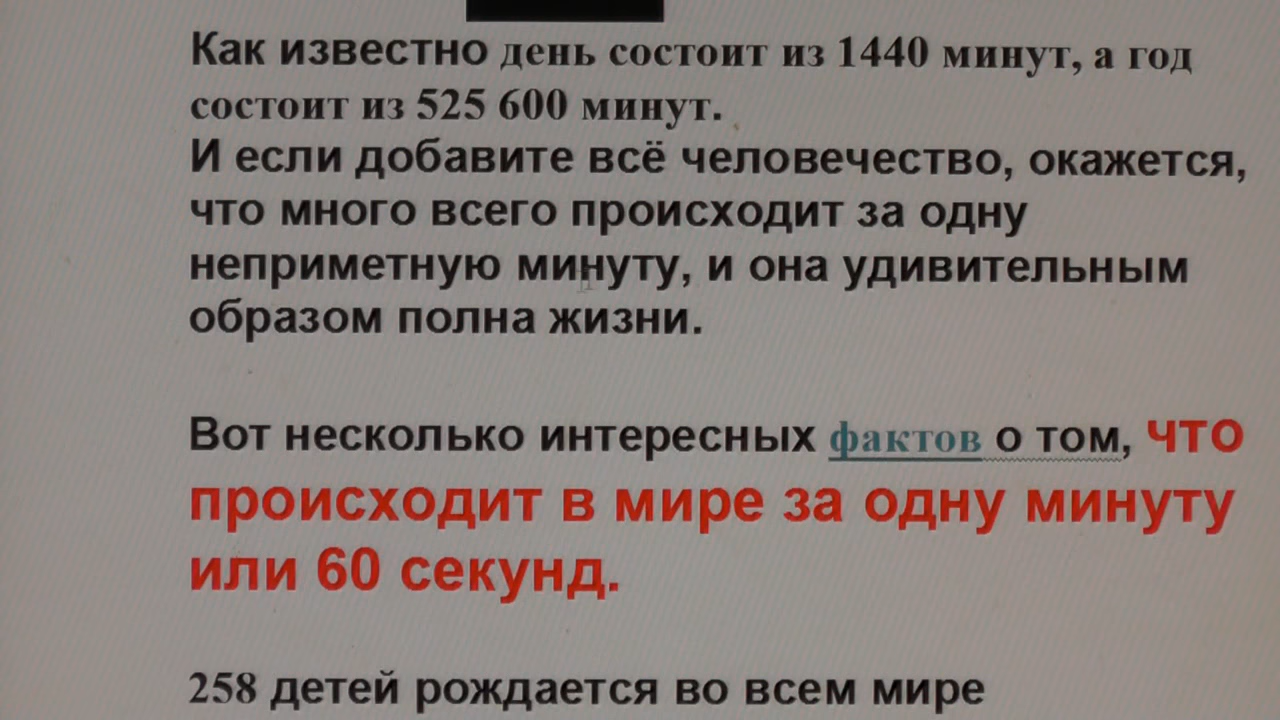 Как известно день состоит из 1440 минут, а год
состоит из 525 600 минут.
И если добавите всё человечество, окажется,
что много всего происходит за одну
неприметную минуту, и она удивительным
образом полна жизни.
Вот несколько интересных фактов о том, что
происходит в мире за одну минуту
или 60 секунд.
258 детей рождается во всем мире